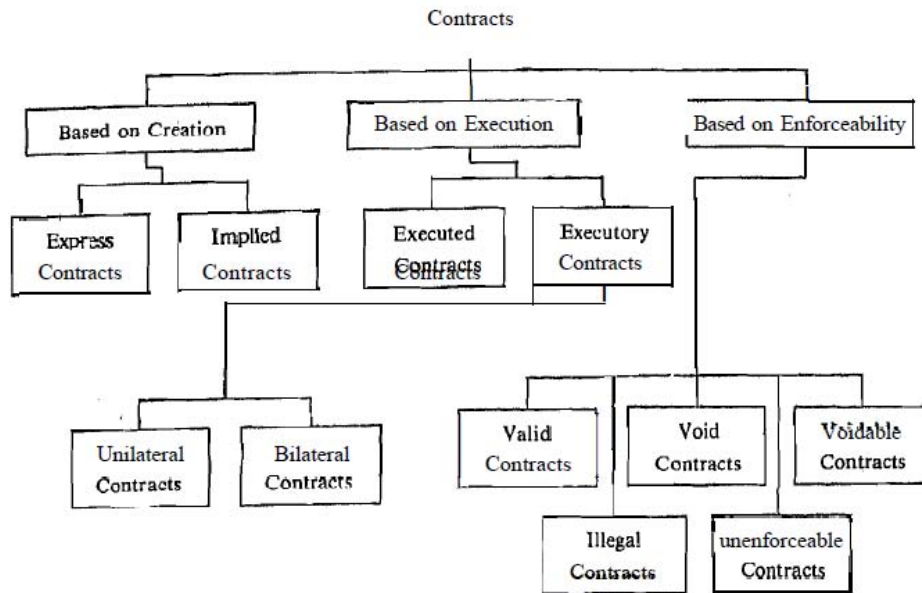 Contracts
Based on Creation
Based on Execution
Based on Enforceability
Express
Contracts
Implied
Contracts
Executed
Contracts
Executory
Contracts
Unilateral
Contracts
Bilateral
Contracts
Valid
Contracts
Void
Contracts
Voidable
Contracts
Illegal
Contracts
unenforceable
Contracts